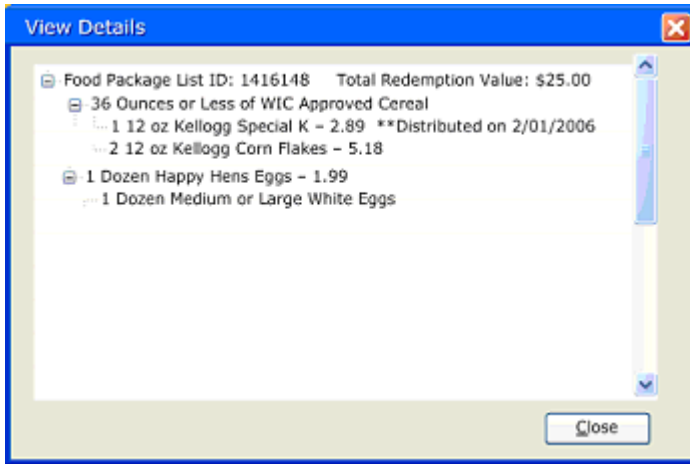 View Details
Food Package List ID: 1416148 Total Redemption Value: $25.00
36 Ounces or Less of WIC Approved Cereal
1 12 oz Kellogg Special K – 2.89 **Distributed on 2/01/2006
2 12 oz Kellogg Corn Flakes – 5.18
1 Dozen Happy Hens Eggs – 1.99
1 Dozen Medium or Large White Eggs
Close